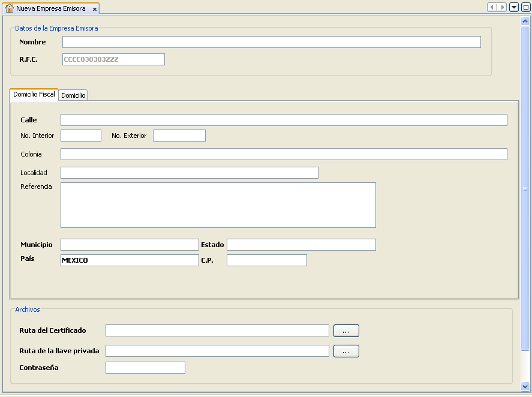 Nueva Empresa Emisora x
Datos de la Empresa Emisora
Nombre
R.F.C. CCCC030303ZZZ
Domicilio Fiscal Domicilio
Calle
No. Interior No. Exterior
Colonia
Localidad
Referencia
Municipio Estado
País MEXICO C.P.
Archivos
Ruta del Certificado ...
Ruta de la llave privada ...
Contraseña